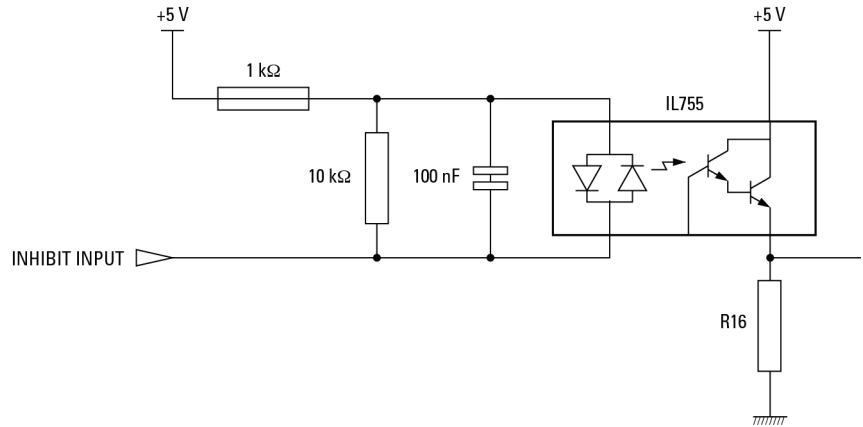 +5 V
+5 V
1 kΩ
IL755
10 kΩ
100 nF
INHIBIT INPUT
R16